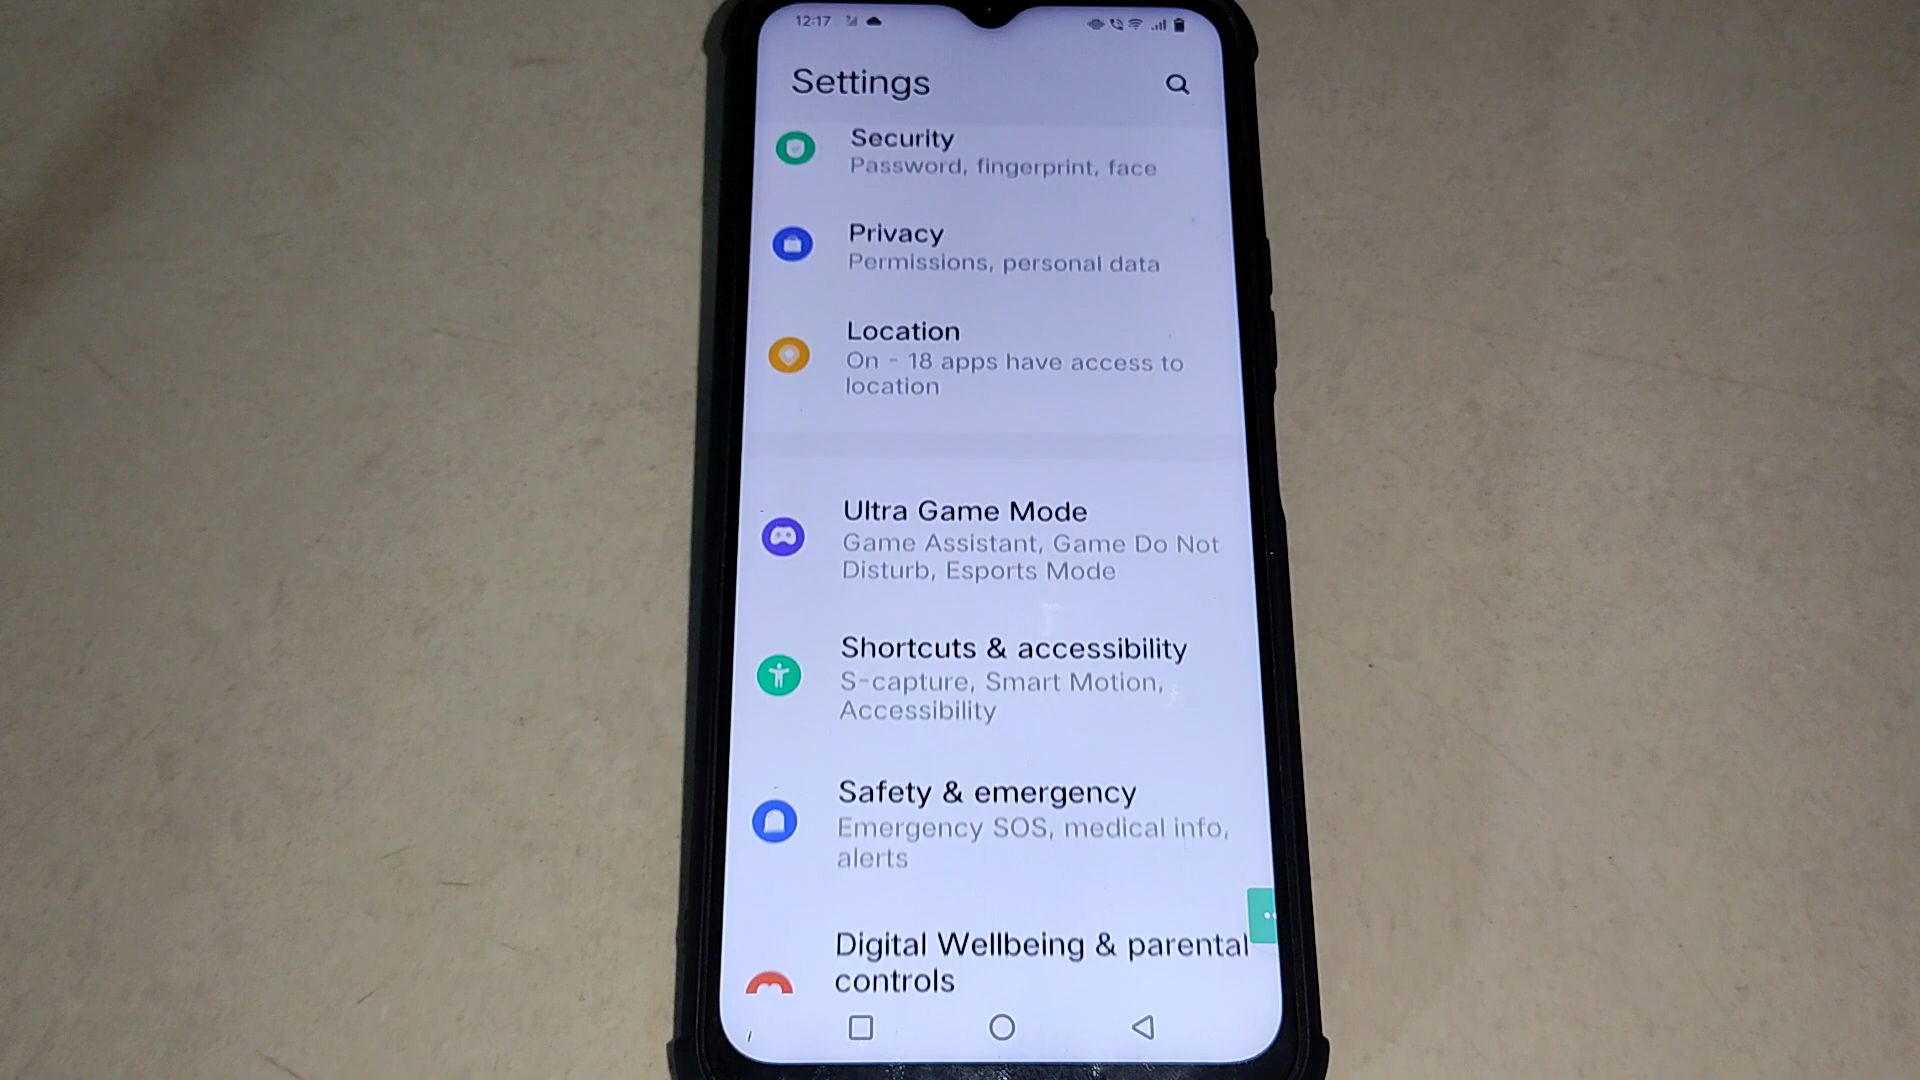 12:17
Settings
Security
Password, fingerprint, face
Privacy
Permissions, personal data
Location
On - 18 apps have access to
location
Ultra Game Mode
Game Assistant, Game Do Not
Disturb, Esports Mode
Shortcuts & accessibility
S-capture, Smart Motion,
Accessibility
Safety & emergency
Emergency SOS, medical info,
alerts
Digital Wellbeing & parental
controls